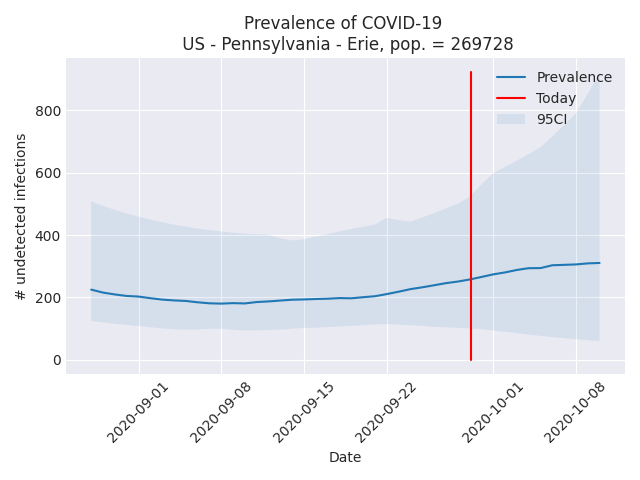 Prevalence of COVID-19
US - Pennsylvania - Erie, pop. = 269728
Prevalence
Today
95CI
800
600
400
200
0
# undetected infections
2020-09-01
2020-09-08
2020-09-15
2020-09-22
2020-10-01
2020-10-08
Date